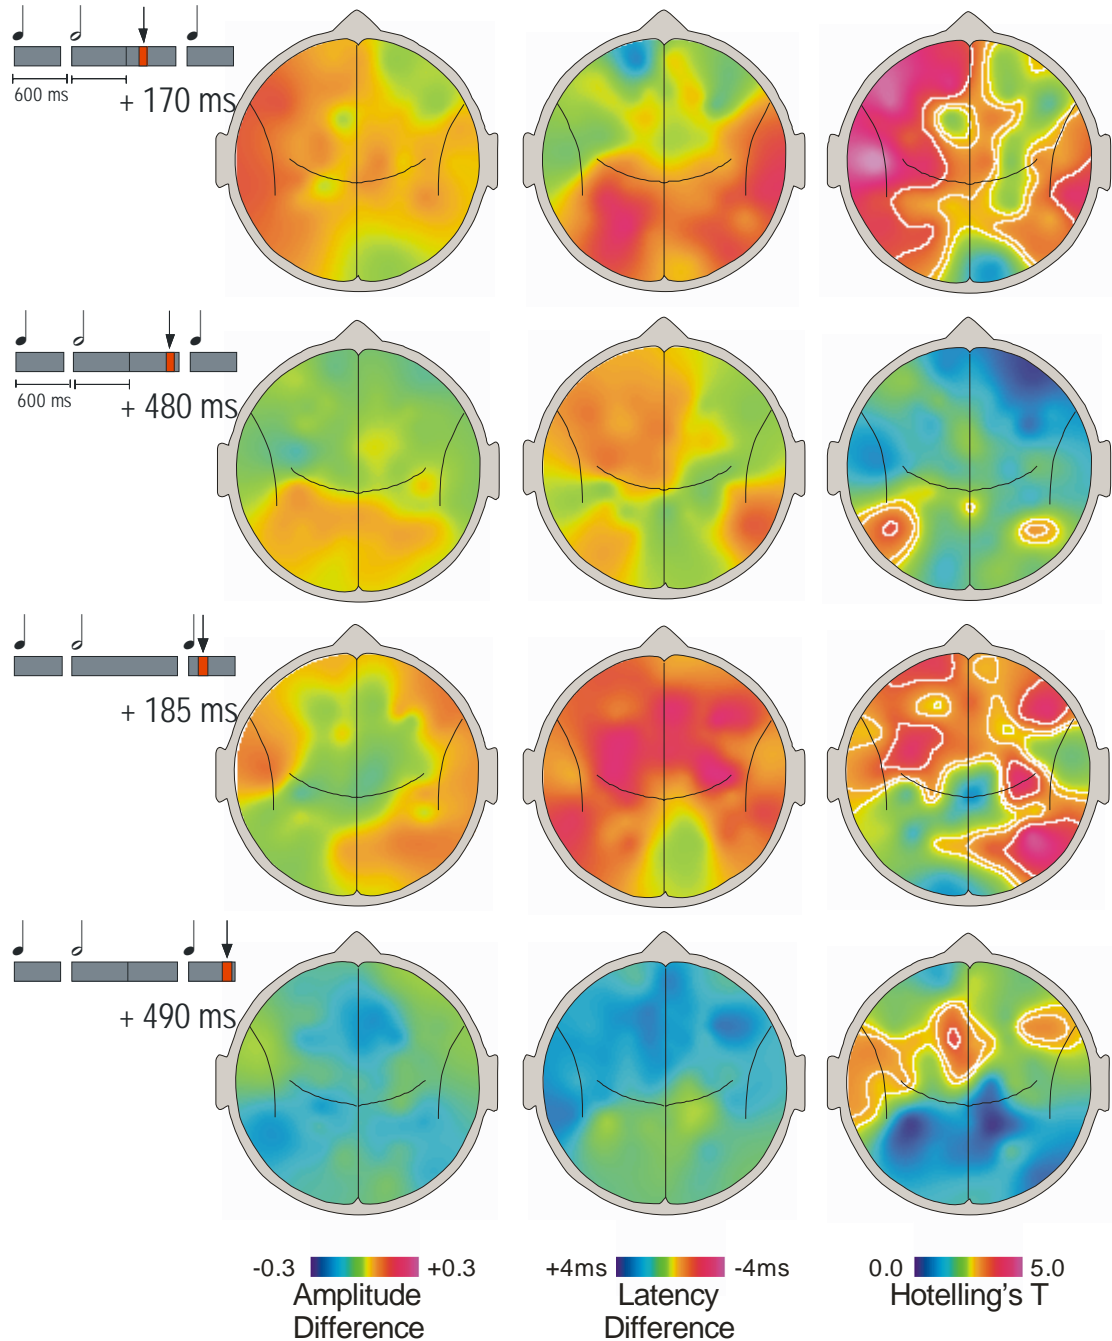 600 ms
+ 170 ms
600 ms
+ 480 ms
+ 185 ms
+ 490 ms
-0.3 +0.3
Amplitude
Difference
+4ms -4ms
Latency
Difference
0.0 5.0
Hotelling's T